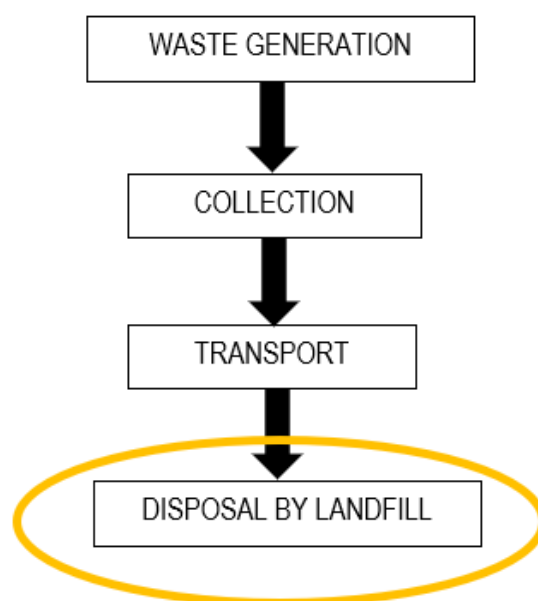 WASTE GENERATION
COLLECTION
TRANSPORT
DISPOSAL BY LANDFILL